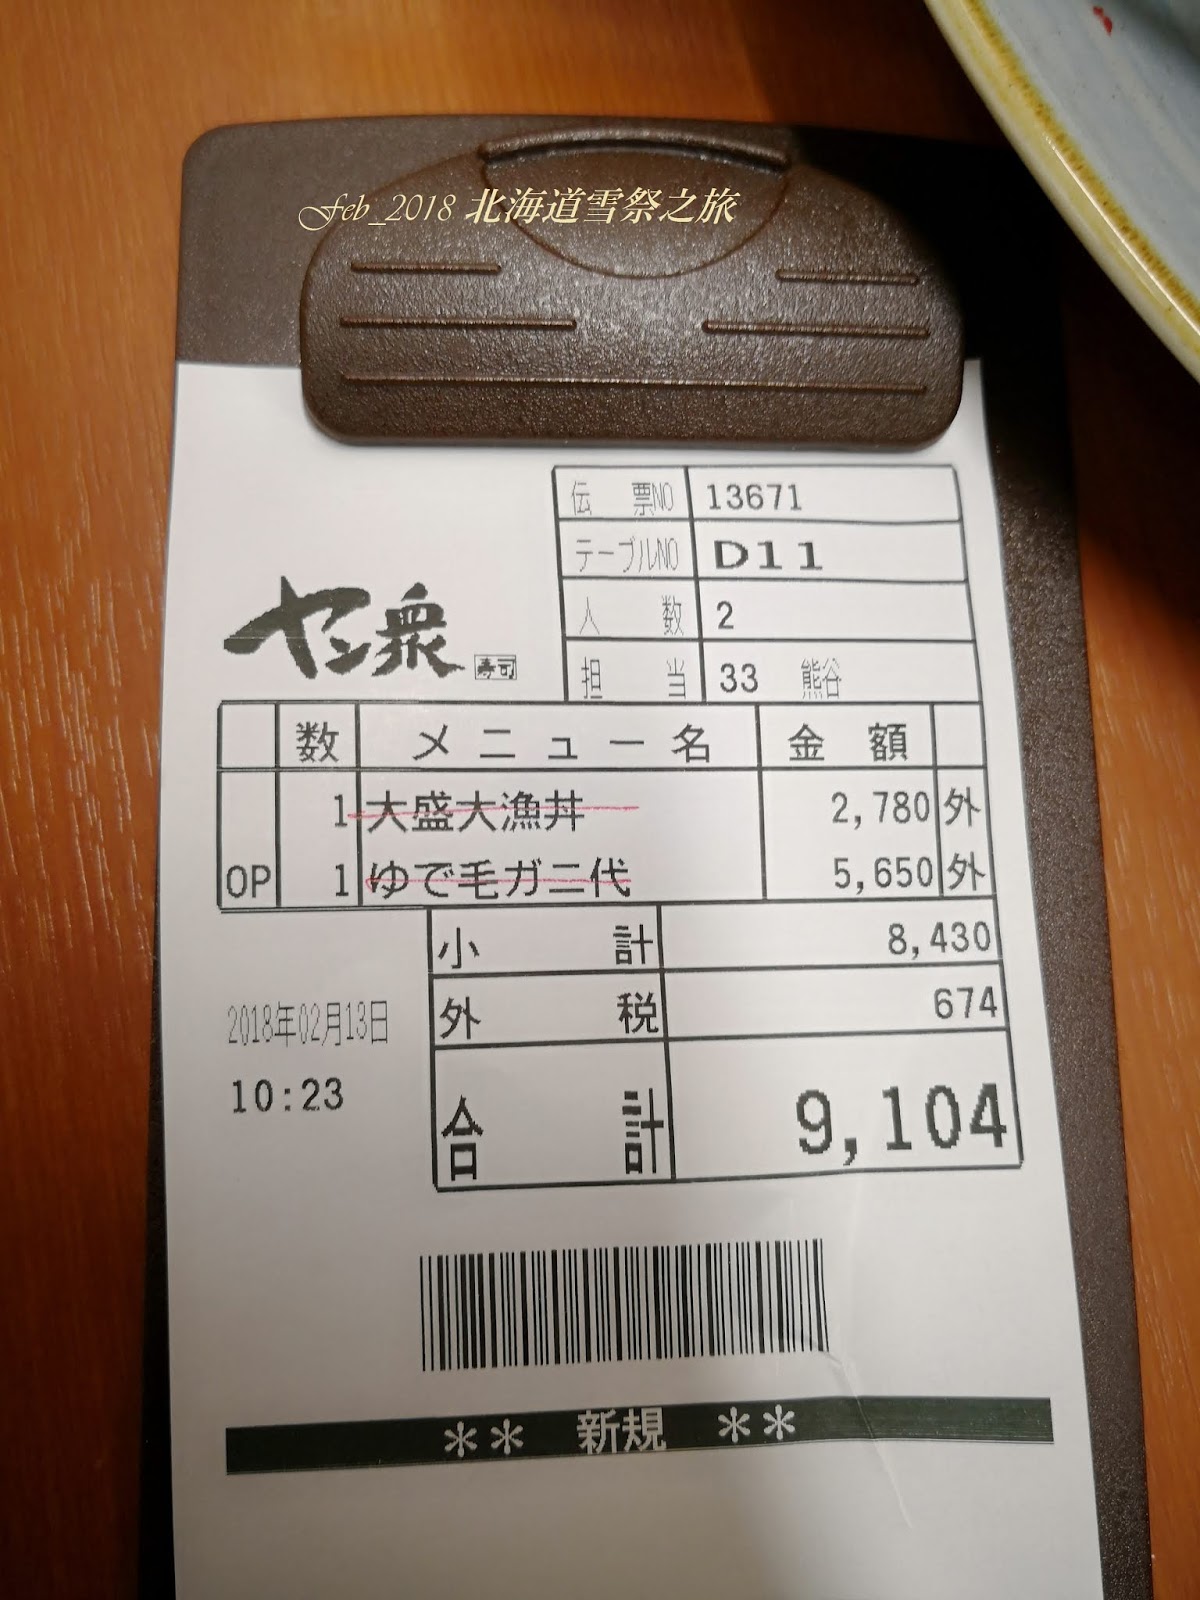 Feb_2018 北海道雪祭之旅
伝票NO 13671
テーブルNO D11
人数 2
担当 33 熊谷
ヤン衆 寿司
数 メニュー名 金額
1 大盛大漁丼 2,780 外
OP 1 ゆで毛ガニ代 5,650 外
小計 8,430
外税 674
合計 9,104
2018年02月13日
10:23
** 新規 **